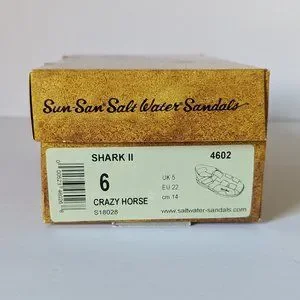 Sun-San Salt Water Sandals
SHARK II 4602
6 UK 5
EU 22
CRAZY HORSE cm 14
S18028 www.saltwater-sandals.com